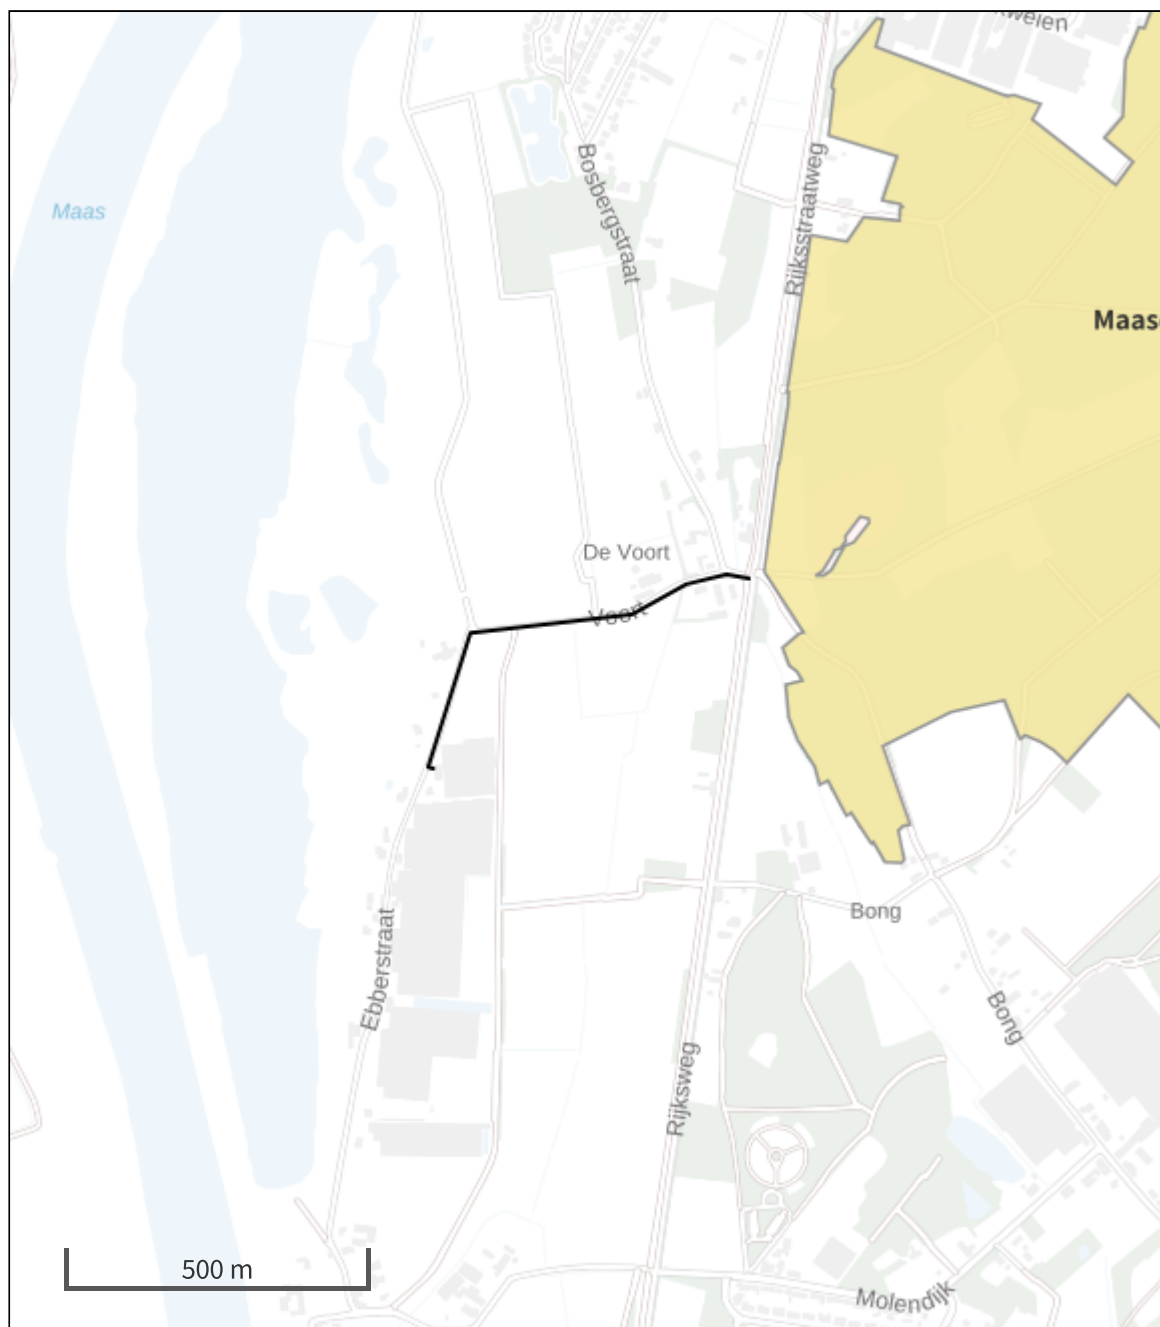 Maas
Bosbergstraat
Rijksstraatweg
Maas
De Voort
Voort
Bong
Ebberstraat
Bong
Rijksweg
500 m
Molendijk